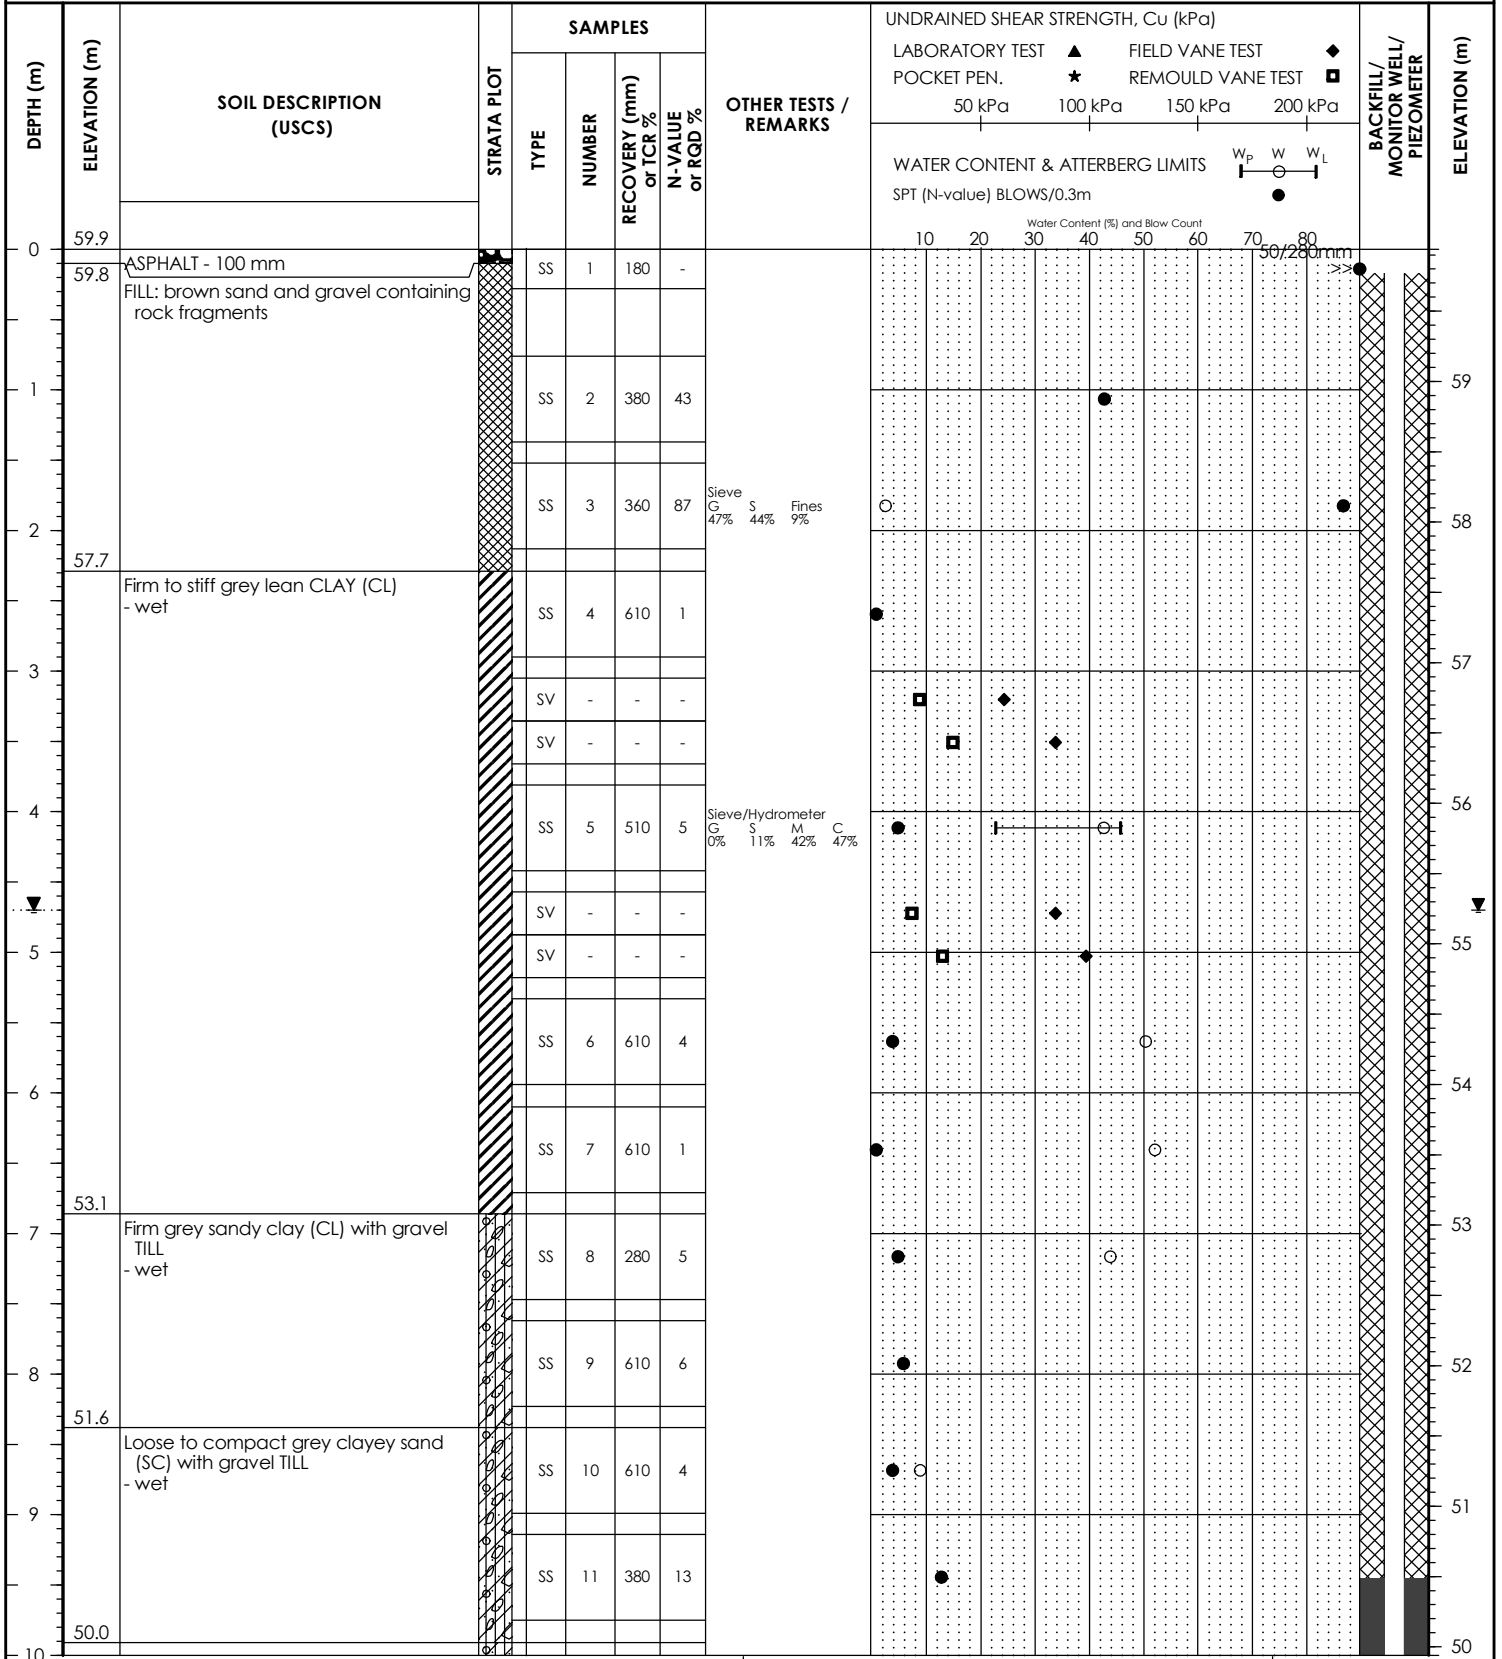 DEPTH (m)
ELEVATION (m)
SOIL DESCRIPTION
(USCS)
STRATA PLOT
SAMPLES
TYPE
NUMBER
RECOVERY (mm)
or TCR %
N-VALUE
or RQD %
OTHER TESTS /
REMARKS
UNDRAINED SHEAR STRENGTH, Cu (kPa)
LABORATORY TEST ▲ FIELD VANE TEST ◆
POCKET PEN. ★ REMOULD VANE TEST
50 kPa 100 kPa 150 kPa 200 kPa
WATER CONTENT & ATTERBERG LIMITS WP W WL
SPT (N-value) BLOWS/0.3m ●
Water Content (%) and Blow Count
10 20 30 40 50 60 70 80
BACKFILL/
MONITOR WELL/
PIEZOMETER
ELEVATION (m)
0 59.9
50/280mm
>>
59.8 ASPHALT - 100 mm
SS 1 180 -
FILL: brown sand and gravel containing
rock fragments
59
1
SS 2 380 43
SS 3 360 87
Sieve
G S Fines
47% 44% 9%
58
2
57.7
Firm to stiff grey lean CLAY (CL)
- wet
SS 4 610 1
57
3
SV - - -
SV - - -
56
4
SS 5 510 5
Sieve/Hydrometer
G S M C
0% 11% 42% 47%
SV - - -
55
5
SV - - -
SS 6 610 4
54
6
SS 7 610 1
53.1
Firm grey sandy clay (CL) with gravel
TILL
- wet
53
7
SS 8 280 5
52
8
SS 9 610 6
51.6
Loose to compact grey clayey sand
(SC) with gravel TILL
- wet
SS 10 610 4
51
9
SS 11 380 13
50.0
50
10